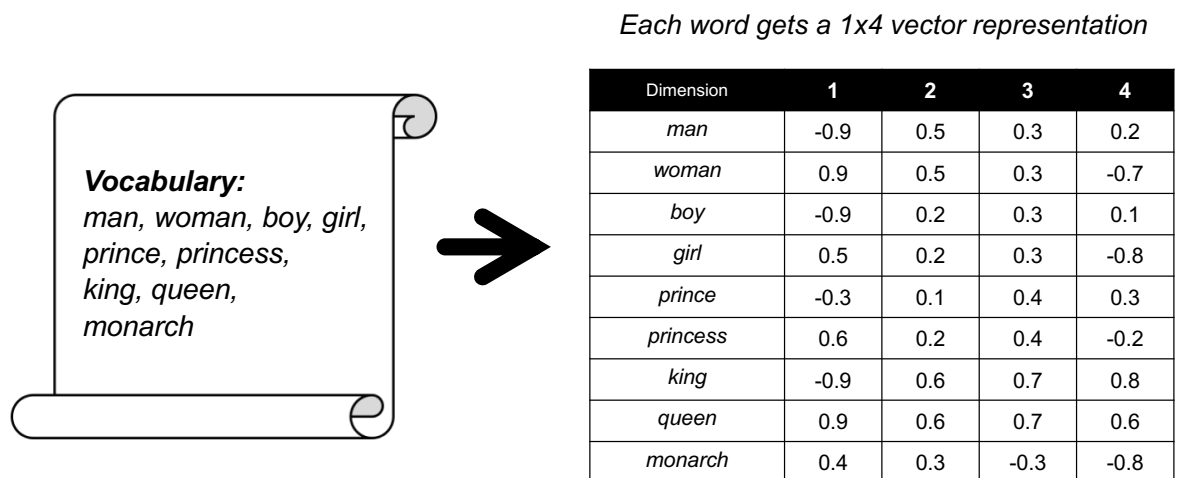 Each word gets a 1x4 vector representation
Vocabulary:
man, woman, boy, girl,
prince, princess,
king, queen,
monarch
Dimension 1 2 3 4
man -0.9 0.5 0.3 0.2
woman 0.9 0.5 0.3 -0.7
boy -0.9 0.2 0.3 0.1
girl 0.5 0.2 0.3 -0.8
prince -0.3 0.1 0.4 0.3
princess 0.6 0.2 0.4 -0.2
king -0.9 0.6 0.7 0.8
queen 0.9 0.6 0.7 0.6
monarch 0.4 0.3 -0.3 -0.8